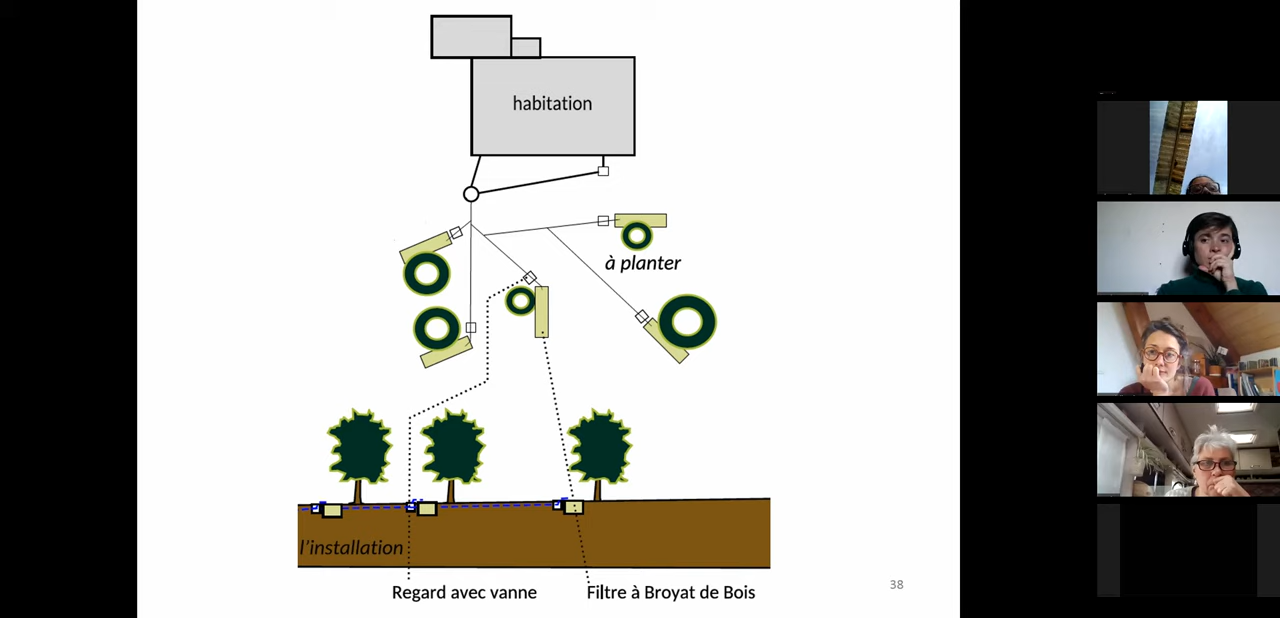 habitation
à planter
l'installation
Regard avec vanne
Filtre à Broyat de Bois
38